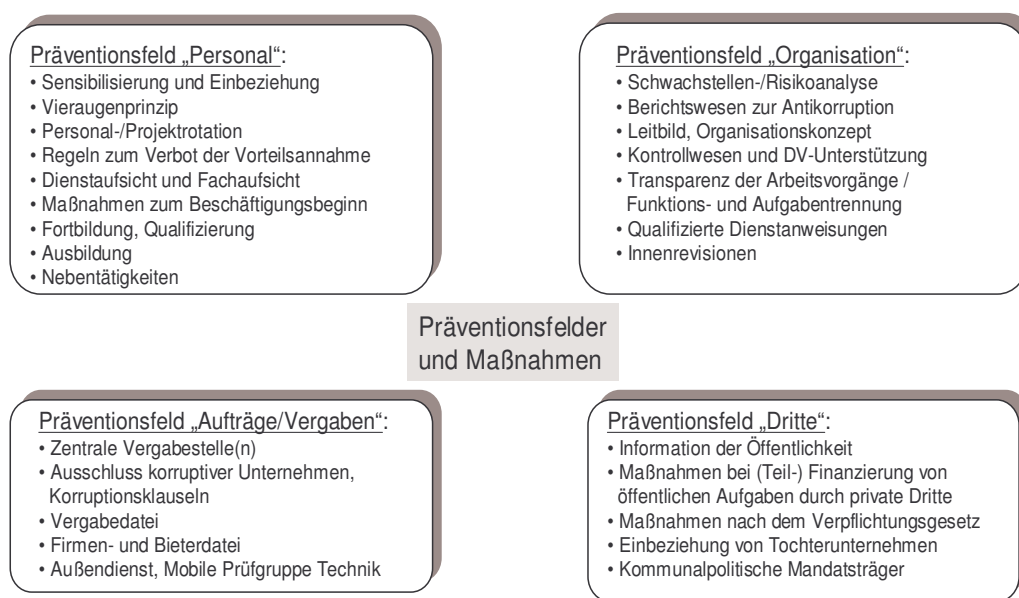 Präventionsfeld „Personal“:
• Sensibilisierung und Einbeziehung
• Vieraugenprinzip
• Personal-/Projektrotation
• Regeln zum Verbot der Vorteilsannahme
• Dienstaufsicht und Fachaufsicht
• Maßnahmen zum Beschäftigungsbeginn
• Fortbildung, Qualifizierung
• Ausbildung
• Nebentätigkeiten
Präventionsfeld „Organisation“:
• Schwachstellen-/Risikoanalyse
• Berichtswesen zur Antikorruption
• Leitbild, Organisationskonzept
• Kontrollwesen und DV-Unterstützung
• Transparenz der Arbeitsvorgänge /
Funktions- und Aufgabentrennung
• Qualifizierte Dienstanweisungen
• Innenrevisionen
Präventionsfelder
und Maßnahmen
Präventionsfeld „Aufträge/Vergaben“:
• Zentrale Vergabestelle(n)
• Ausschluss korruptiver Unternehmen,
Korruptionsklauseln
• Vergabedatei
• Firmen- und Bieterdatei
• Außendienst, Mobile Prüfgruppe Technik
Präventionsfeld „Dritte“:
• Information der Öffentlichkeit
• Maßnahmen bei (Teil-) Finanzierung von
öffentlichen Aufgaben durch private Dritte
• Maßnahmen nach dem Verpflichtungsgesetz
• Einbeziehung von Tochterunternehmen
• Kommunalpolitische Mandatsträger